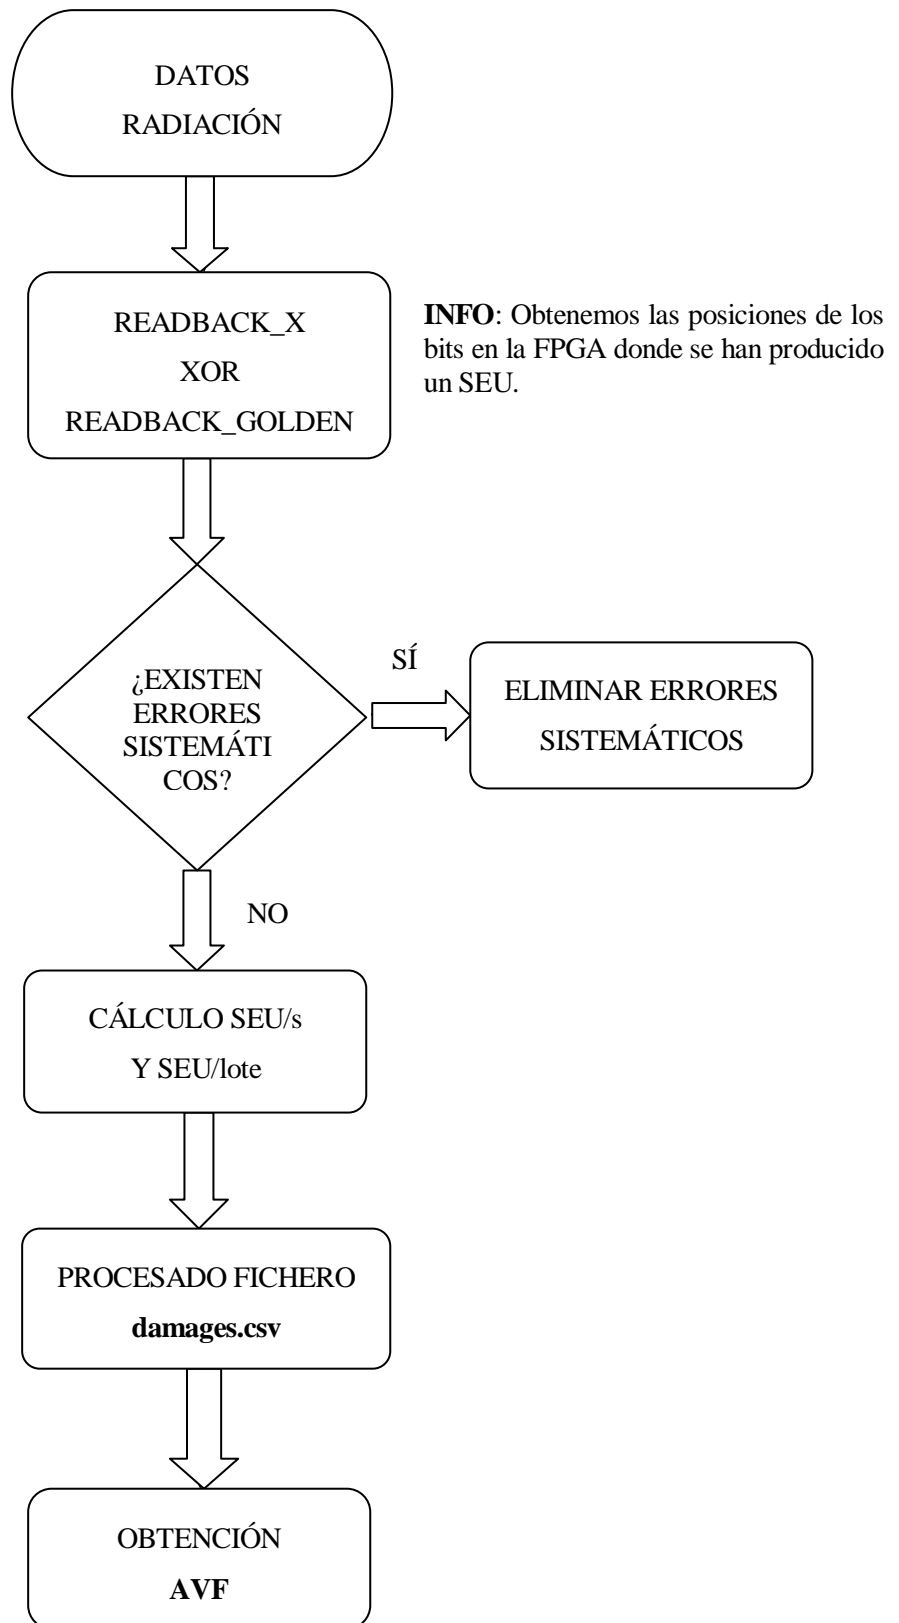 DATOS
RADIACIÓN
READBACK_X
XOR
READBACK_GOLDEN
INFO: Obtenemos las posiciones de los
bits en la FPGA donde se han producido
un SEU.
¿EXISTEN
ERRORES
SISTEMÁTI
COS?
SÍ
ELIMINAR ERRORES
SISTEMÁTICOS
NO
CÁLCULO SEU/s
Y SEU/lote
PROCESADO FICHERO
damages.csv
OBTENCIÓN
AVF